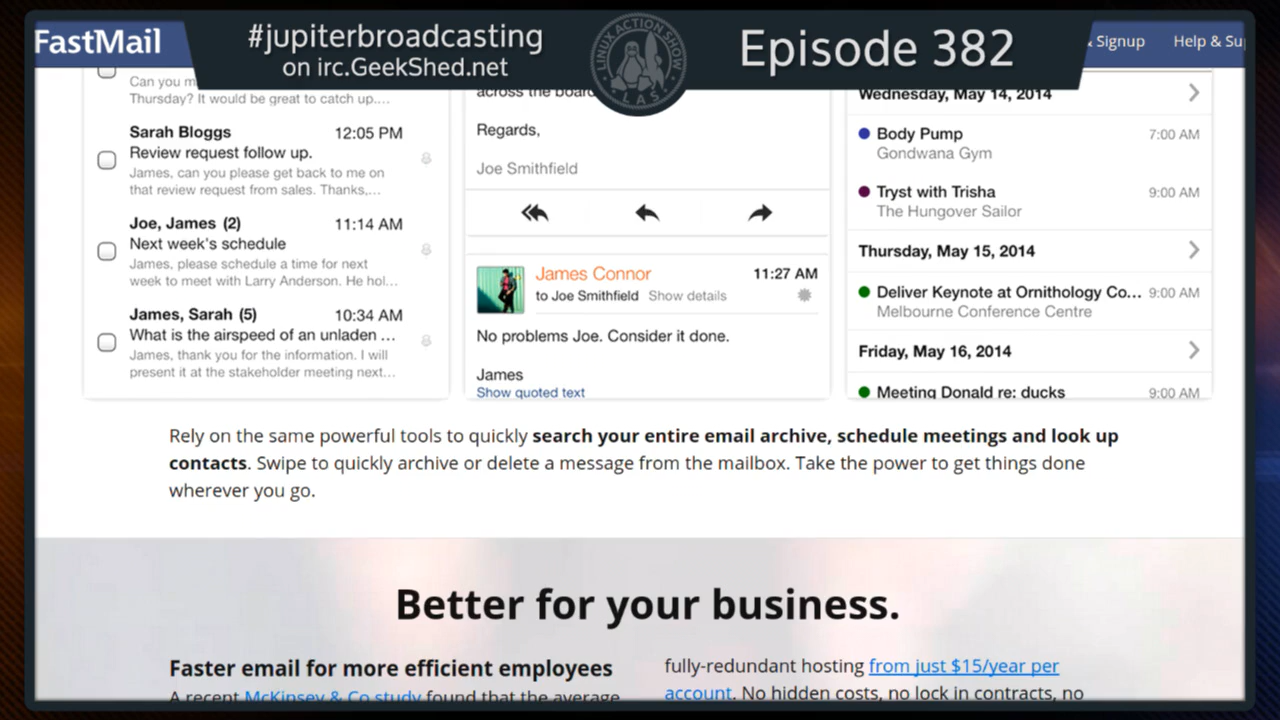 FastMail
#jupiterbroadcasting
on irc.GeekShed.net
LINUX ACTION SHOW
L.A.S.
Episode 382
& Signup
Help & Su
Can you m
Thursday? It would be great to catch up....
Sarah Bloggs 12:05 PM
Review request follow up.
James, can you please get back to me on
that review request from sales. Thanks,...
Joe, James (2) 11:14 AM
Next week's schedule
James, please schedule a time for next
week to meet with Larry Anderson. He hol...
James, Sarah (5) 10:34 AM
What is the airspeed of an unladen ...
James, thank you for the information. I will
present it at the stakeholder meeting next...
across the board
Regards,
Joe Smithfield
James Connor 11:27 AM
to Joe Smithfield Show details
No problems Joe. Consider it done.
James
Show quoted text
Wednesday, May 14, 2014
Body Pump 7:00 AM
Gondwana Gym
Tryst with Trisha 9:00 AM
The Hungover Sailor
Thursday, May 15, 2014
Deliver Keynote at Ornithology Co... 9:00 AM
Melbourne Conference Centre
Friday, May 16, 2014
Meeting Donald re: ducks 9:00 AM
Rely on the same powerful tools to quickly search your entire email archive, schedule meetings and look up
contacts. Swipe to quickly archive or delete a message from the mailbox. Take the power to get things done
wherever you go.
Better for your business.
Faster email for more efficient employees
A recent McKinsey & Co study found that the average
fully-redundant hosting from just $15/year per
account. No hidden costs, no lock in contracts, no